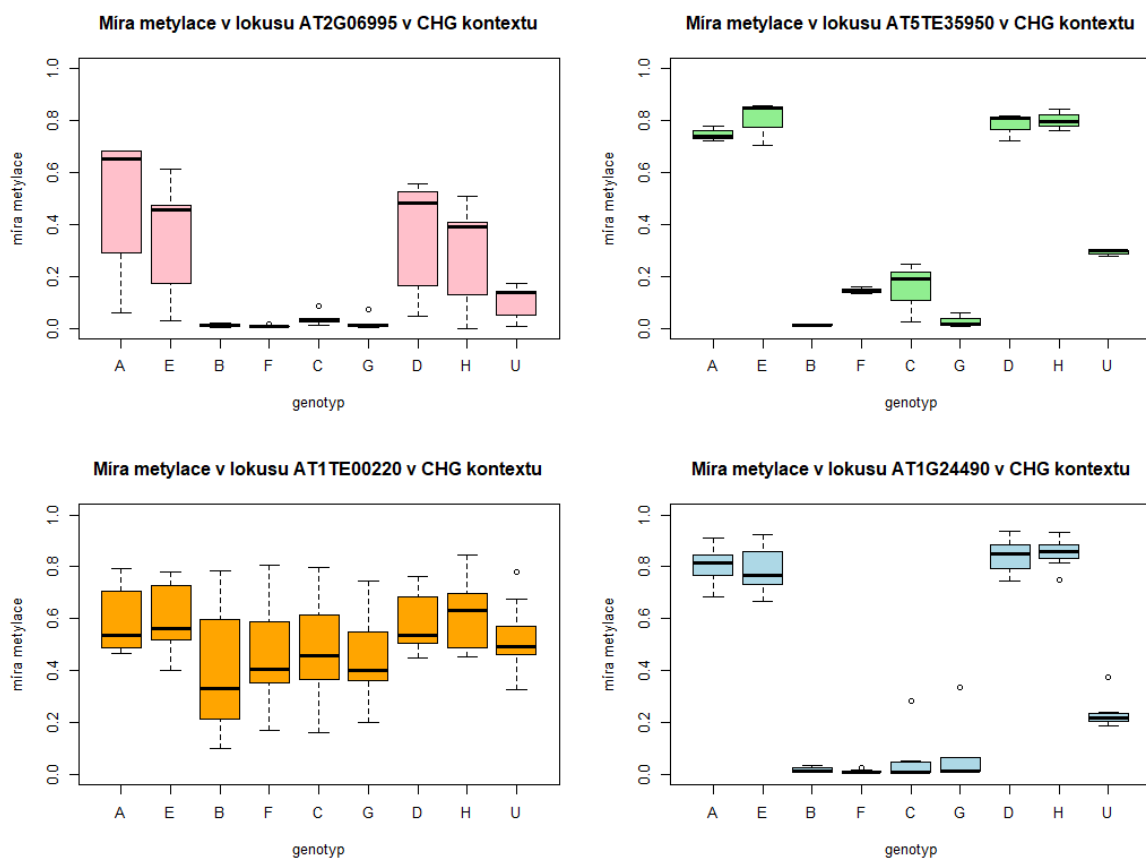 Míra metylace v lokusu AT2G06995 v CHG kontextu
míra metylace
1.0
0.8
0.6
0.4
0.2
0.0
A E B F C G D H U
genotyp
Míra metylace v lokusu AT5TE35950 v CHG kontextu
míra metylace
1.0
0.8
0.6
0.4
0.2
0.0
A E B F C G D H U
genotyp
Míra metylace v lokusu AT1TE00220 v CHG kontextu
míra metylace
1.0
0.8
0.6
0.4
0.2
0.0
A E B F C G D H U
genotyp
Míra metylace v lokusu AT1G24490 v CHG kontextu
míra metylace
1.0
0.8
0.6
0.4
0.2
0.0
A E B F C G D H U
genotyp